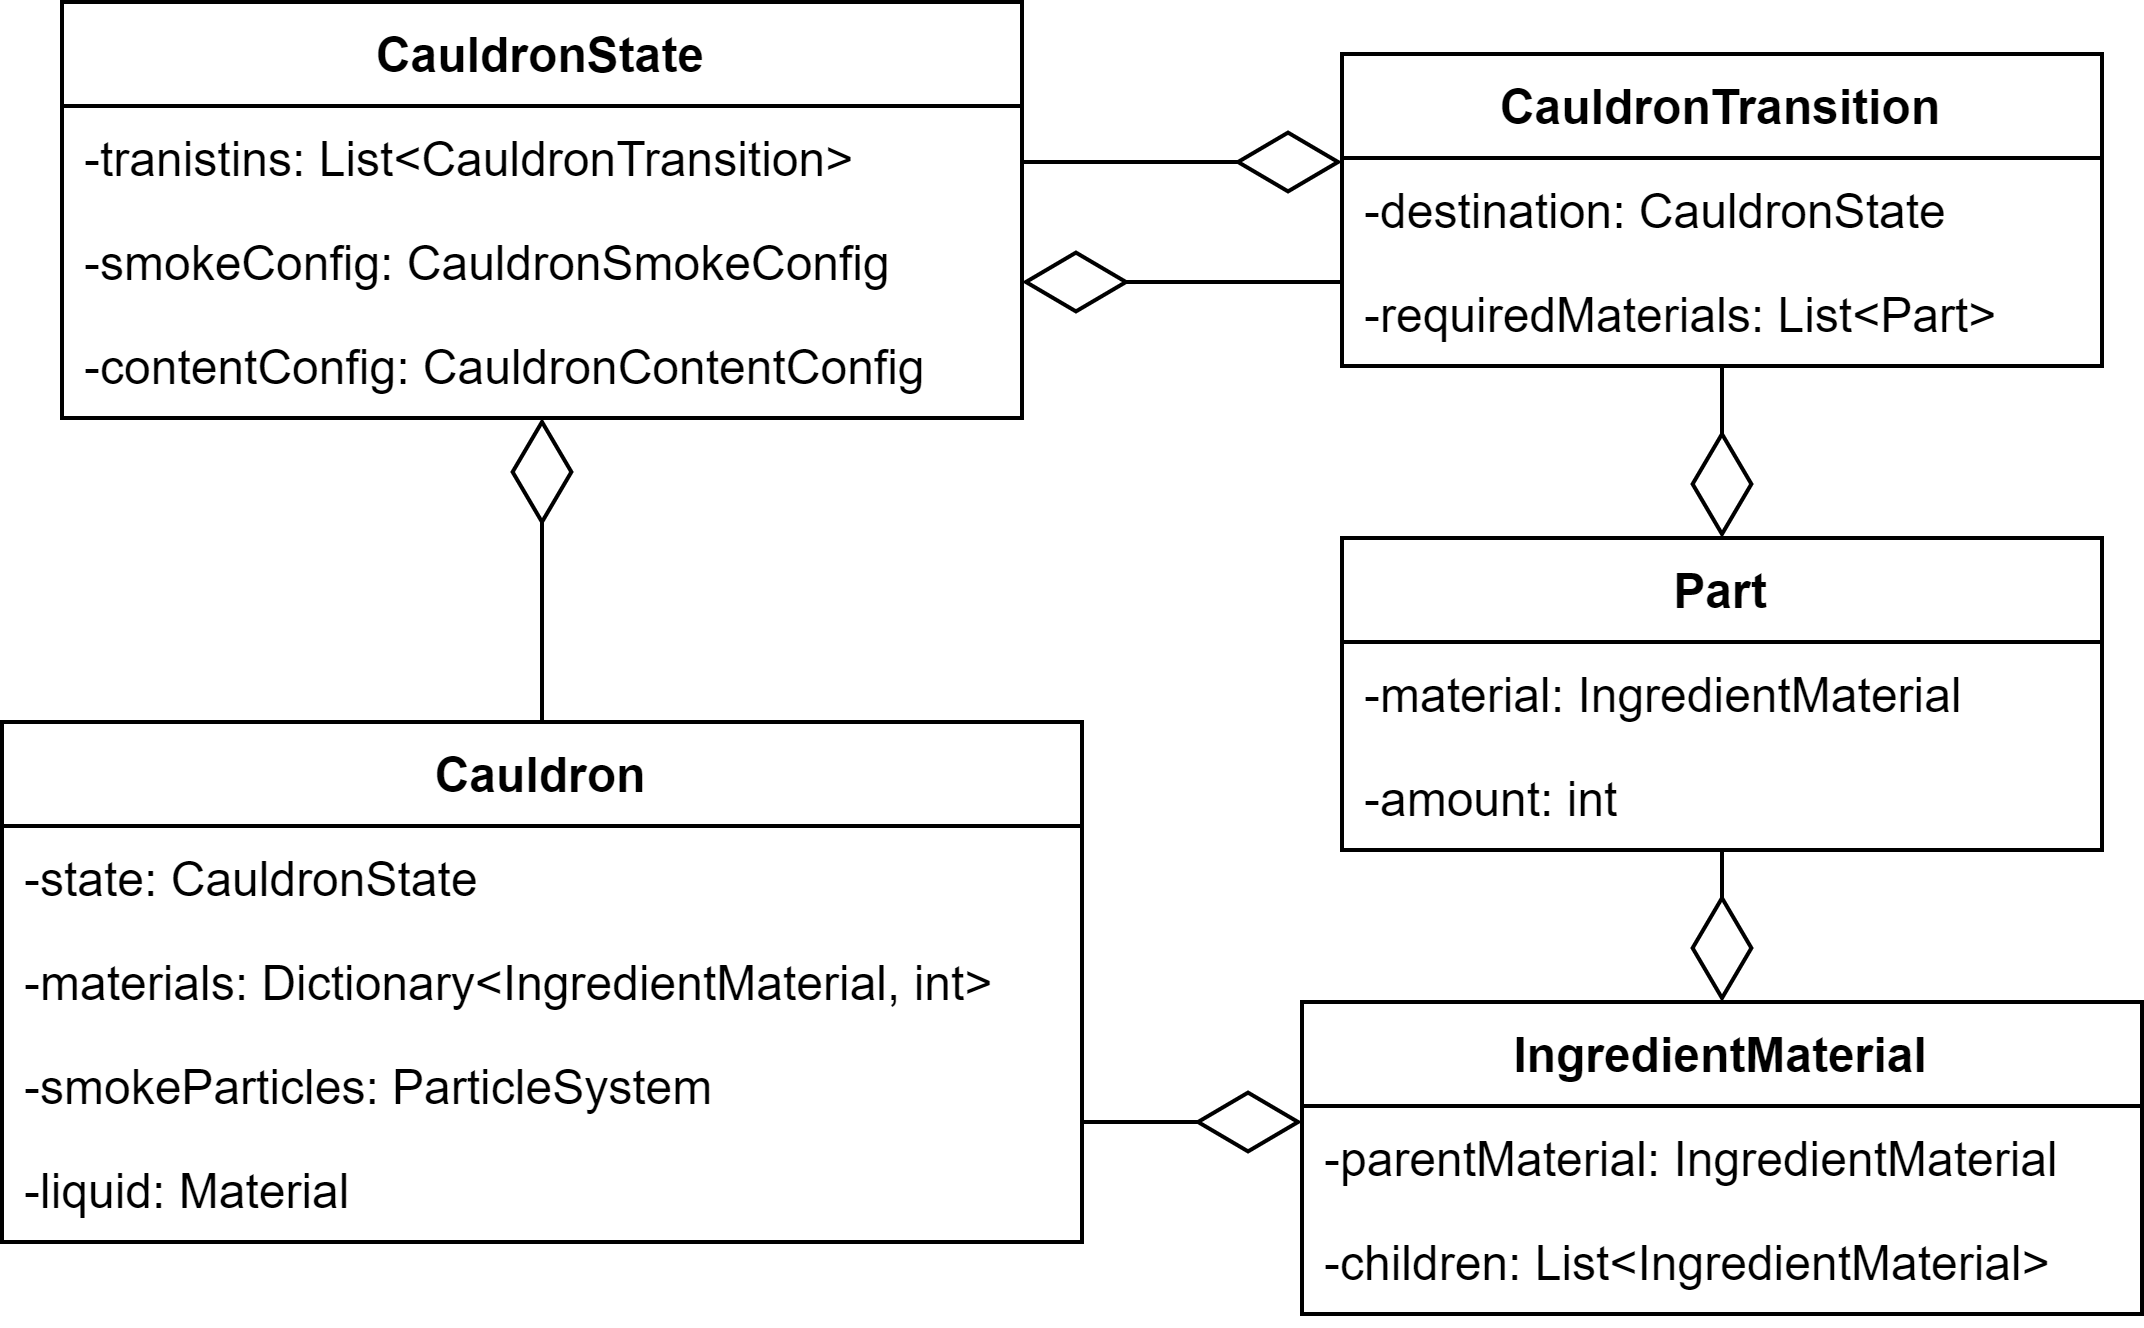 CauldronState
-tranistins: List<CauldronTransition>
-smokeConfig: CauldronSmokeConfig
-contentConfig: CauldronContentConfig
CauldronTransition
-destination: CauldronState
-requiredMaterials: List<Part>
Part
-material: IngredientMaterial
-amount: int
Cauldron
-state: CauldronState
-materials: Dictionary<IngredientMaterial, int>
-smokeParticles: ParticleSystem
-liquid: Material
IngredientMaterial
-parentMaterial: IngredientMaterial
-children: List<IngredientMaterial>